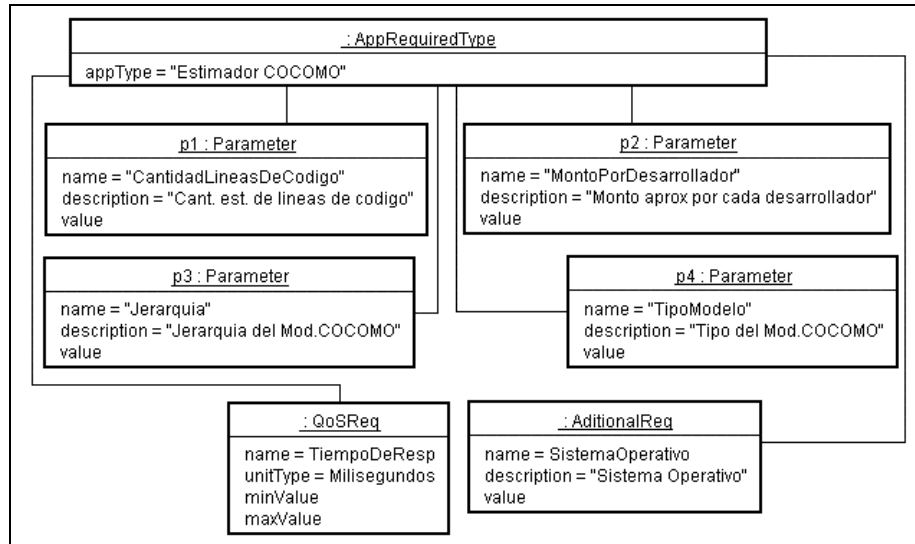 : AppRequiredType
appType = "Estimador COCOMO"
p1 : Parameter
name = "CantidadLineasDeCodigo"
description = "Cant. est. de lineas de codigo"
value
p2 : Parameter
name = "MontoPorDesarrollador"
description = "Monto aprox por cada desarrollador"
value
p3 : Parameter
name = "Jerarquia"
description = "Jerarquia del Mod.COCOMO"
value
p4 : Parameter
name = "TipoModelo"
description = "Tipo del Mod.COCOMO"
value
: QoSReq
name = TiempoDeResp
unitType = Milisegundos
minValue
maxValue
: AditionalReq
name = SistemaOperativo
description = "Sistema Operativo"
value